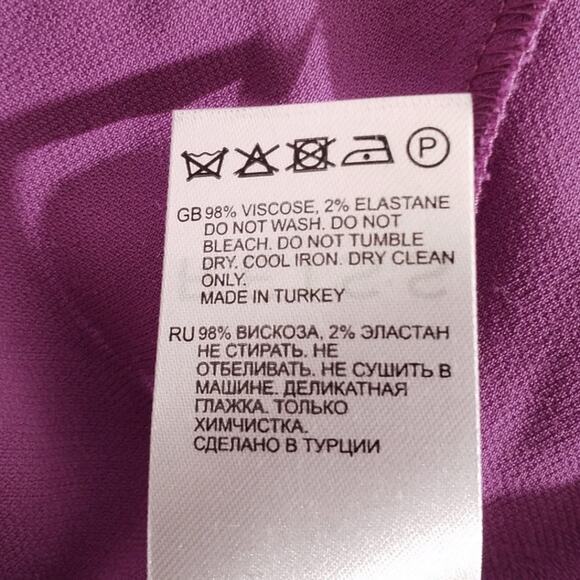 P
GB 98% VISCOSE, 2% ELASTANE
DO NOT WASH. DO NOT
BLEACH. DO NOT TUMBLE
DRY. COOL IRON. DRY CLEAN
ONLY.
MADE IN TURKEY
RU 98% ВИСКОЗА, 2% ЭЛАСТАН
НЕ СТИРАТЬ. НЕ
ОТБЕЛИВАТЬ. НЕ СУШИТЬ В
МАШИНЕ. ДЕЛИКАТНАЯ
ГЛАЖКА. ТОЛЬКО
ХИМЧИСТКА.
СДЕЛАНО В ТУРЦИИ